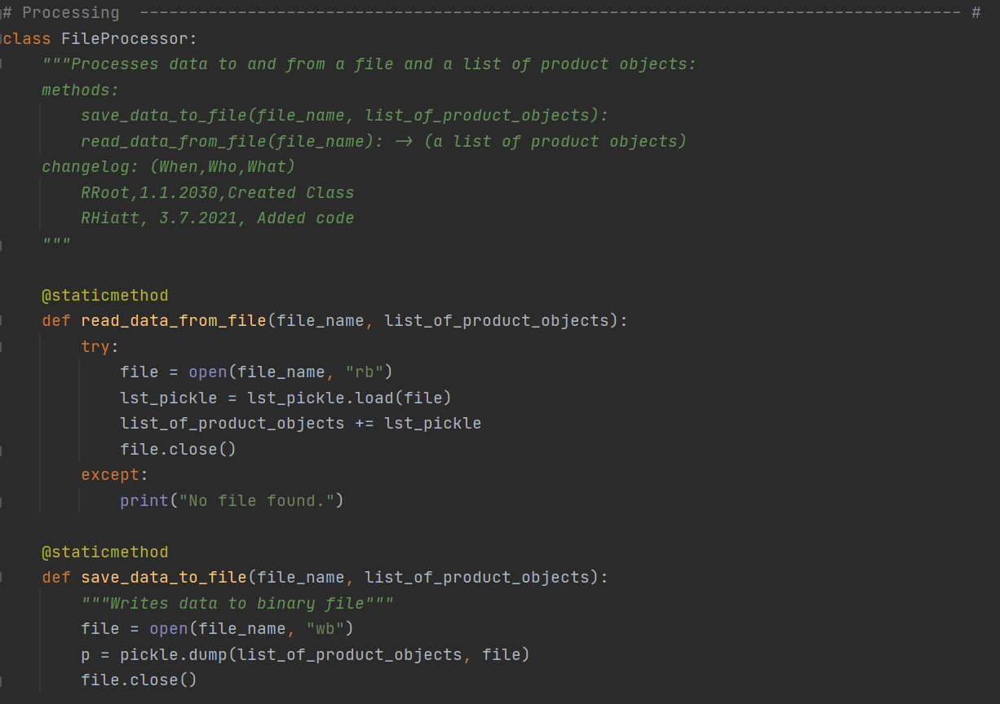 # Processing  ------------------------------------------------------------------------------------ #
class FileProcessor:
    """Processes data to and from a file and a list of product objects:
    methods:
        save_data_to_file(file_name, list_of_product_objects):
        read_data_from_file(file_name): -> (a list of product objects)
    changelog: (When,Who,What)
        RRoot,1.1.2030,Created Class
        RHiatt, 3.7.2021, Added code
    """
    @staticmethod
    def read_data_from_file(file_name, list_of_product_objects):
        try:
            file = open(file_name, "rb")
            lst_pickle = lst_pickle.load(file)
            list_of_product_objects += lst_pickle
            file.close()
        except:
            print("No file found.")
    @staticmethod
    def save_data_to_file(file_name, list_of_product_objects):
        """Writes data to binary file"""
        file = open(file_name, "wb")
        p = pickle.dump(list_of_product_objects, file)
        file.close()